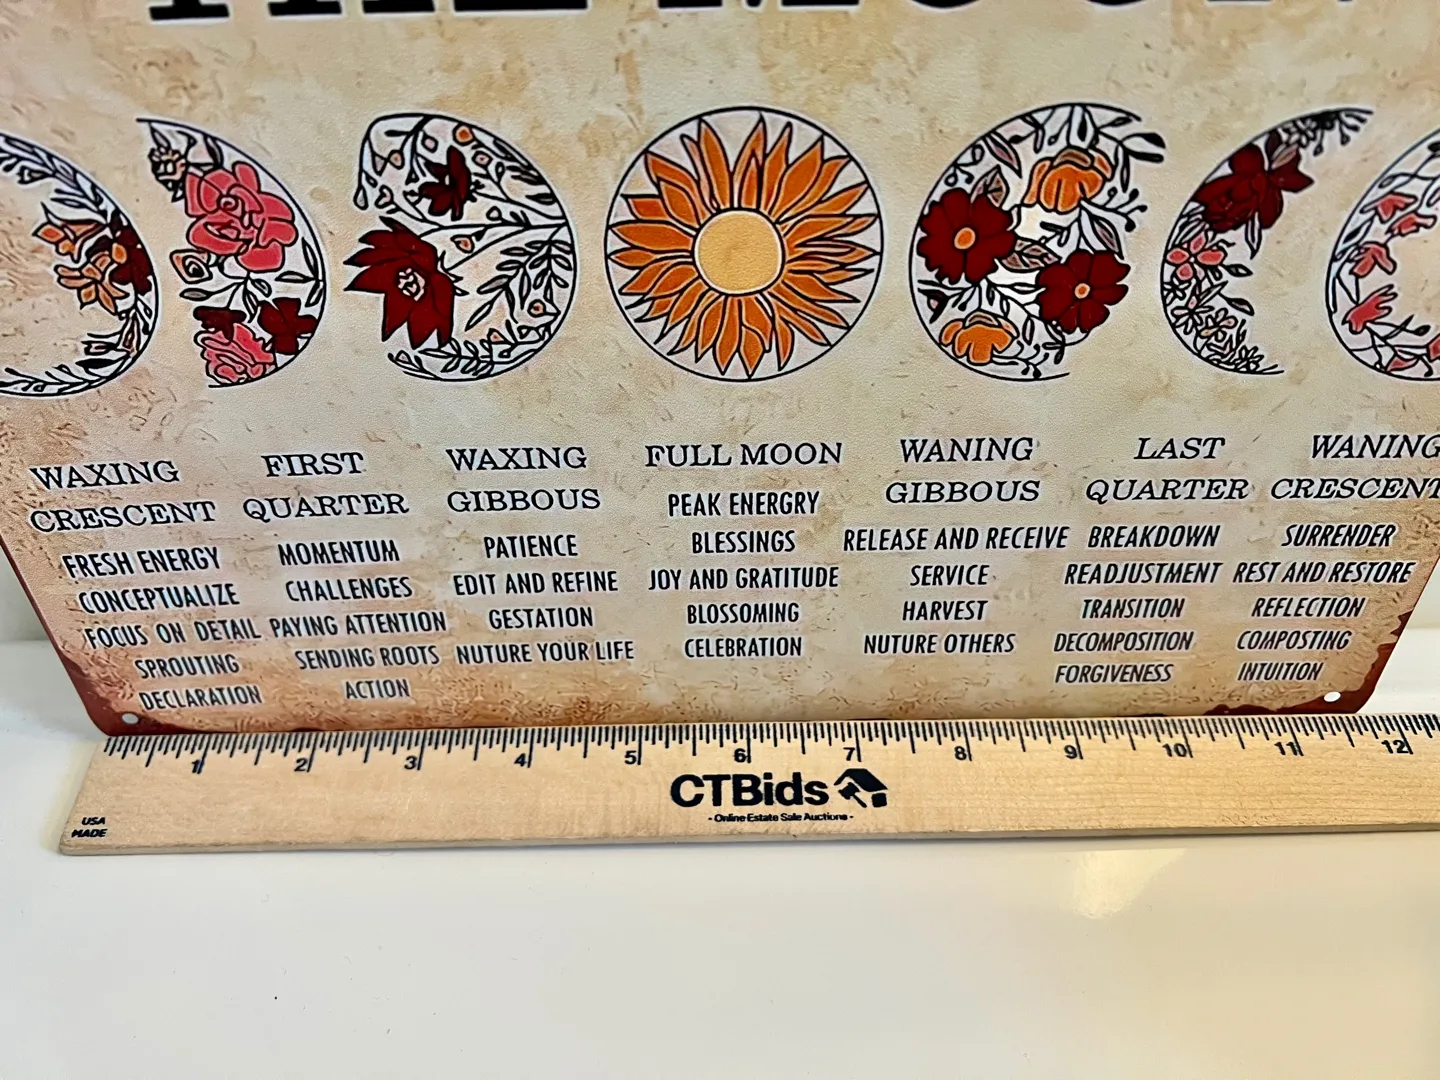 THE MOON
WAXING
CRESCENT
FRESH ENERGY
CONCEPTUALIZE
FOCUS ON DETAIL
SPROUTING
DECLARATION
FIRST
QUARTER
MOMENTUM
CHALLENGES
PAYING ATTENTION
SENDING ROOTS
ACTION
WAXING
GIBBOUS
PATIENCE
EDIT AND REFINE
GESTATION
NUTURE YOUR LIFE
FULL MOON
PEAK ENERGRY
BLESSINGS
JOY AND GRATITUDE
BLOSSOMING
CELEBRATION
WANING
GIBBOUS
RELEASE AND RECEIVE
SERVICE
HARVEST
NUTURE OTHERS
LAST
QUARTER
BREAKDOWN
READJUSTMENT
TRANSITION
DECOMPOSITION
FORGIVENESS
WANING
CRESCENT
SURRENDER
REST AND RESTORE
REFLECTION
COMPOSTING
INTUITION
1 2 3 4 5 6 7 8 9 10 11 12
CTBids
- Online Estate Sale Auctions -
USA
MADE